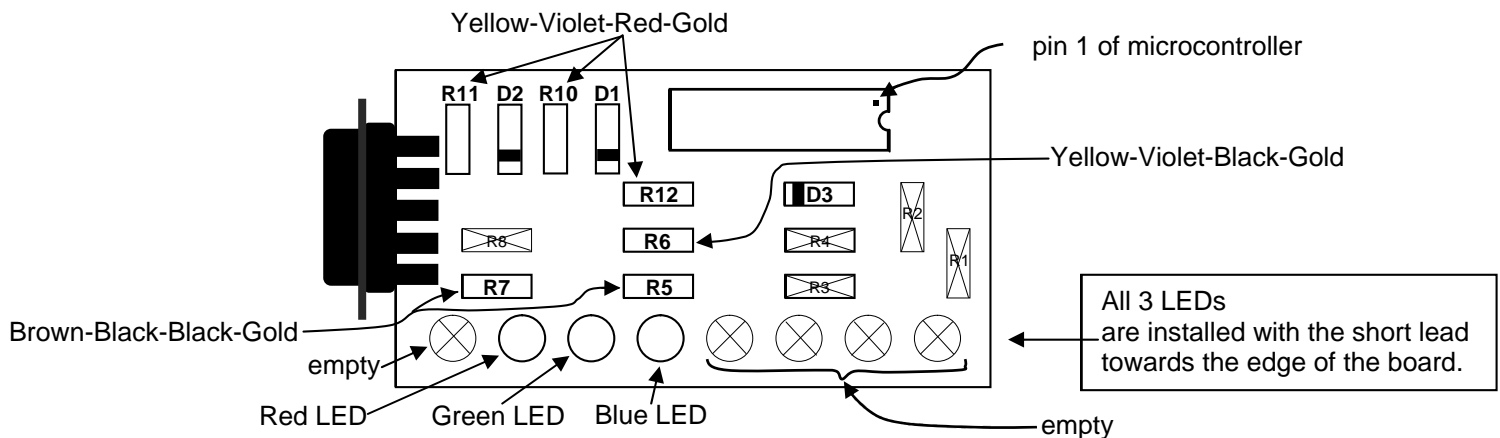 Yellow-Violet-Red-Gold
pin 1 of microcontroller
R11 D2 R10 D1
Yellow-Violet-Black-Gold
R12 D3
R2
R8 R6 R4
R1
R7 R5 R3
All 3 LEDs
are installed with the short lead
towards the edge of the board.
Brown-Black-Black-Gold
empty
Red LED Green LED Blue LED
empty